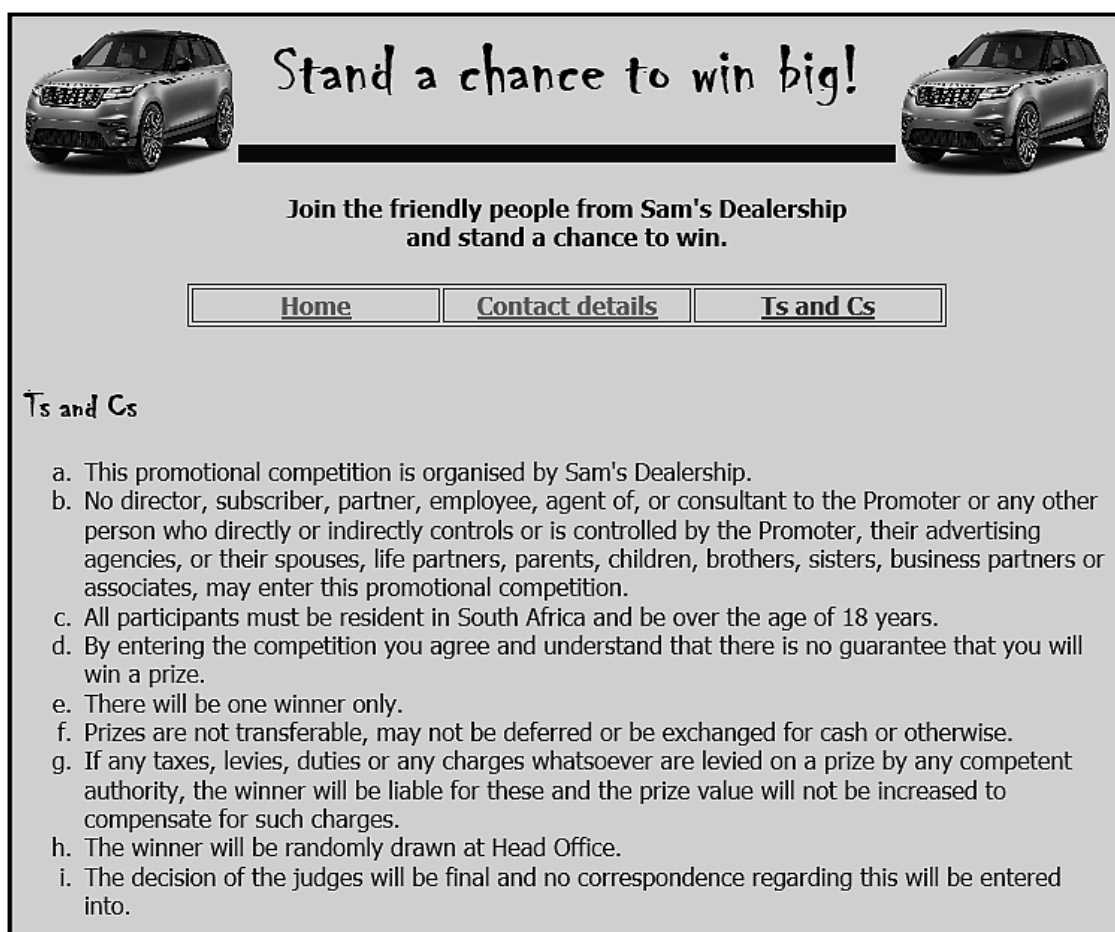 Stand a chance to win big!
Join the friendly people from Sam's Dealership
and stand a chance to win.
Home Contact details Ts and Cs
Ts and Cs
a. This promotional competition is organised by Sam's Dealership.
b. No director, subscriber, partner, employee, agent of, or consultant to the Promoter or any other
person who directly or indirectly controls or is controlled by the Promoter, their advertising
agencies, or their spouses, life partners, parents, children, brothers, sisters, business partners or
associates, may enter this promotional competition.
c. All participants must be resident in South Africa and be over the age of 18 years.
d. By entering the competition you agree and understand that there is no guarantee that you will
win a prize.
e. There will be one winner only.
f. Prizes are not transferable, may not be deferred or be exchanged for cash or otherwise.
g. If any taxes, levies, duties or any charges whatsoever are levied on a prize by any competent
authority, the winner will be liable for these and the prize value will not be increased to
compensate for such charges.
h. The winner will be randomly drawn at Head Office.
i. The decision of the judges will be final and no correspondence regarding this will be entered
into.